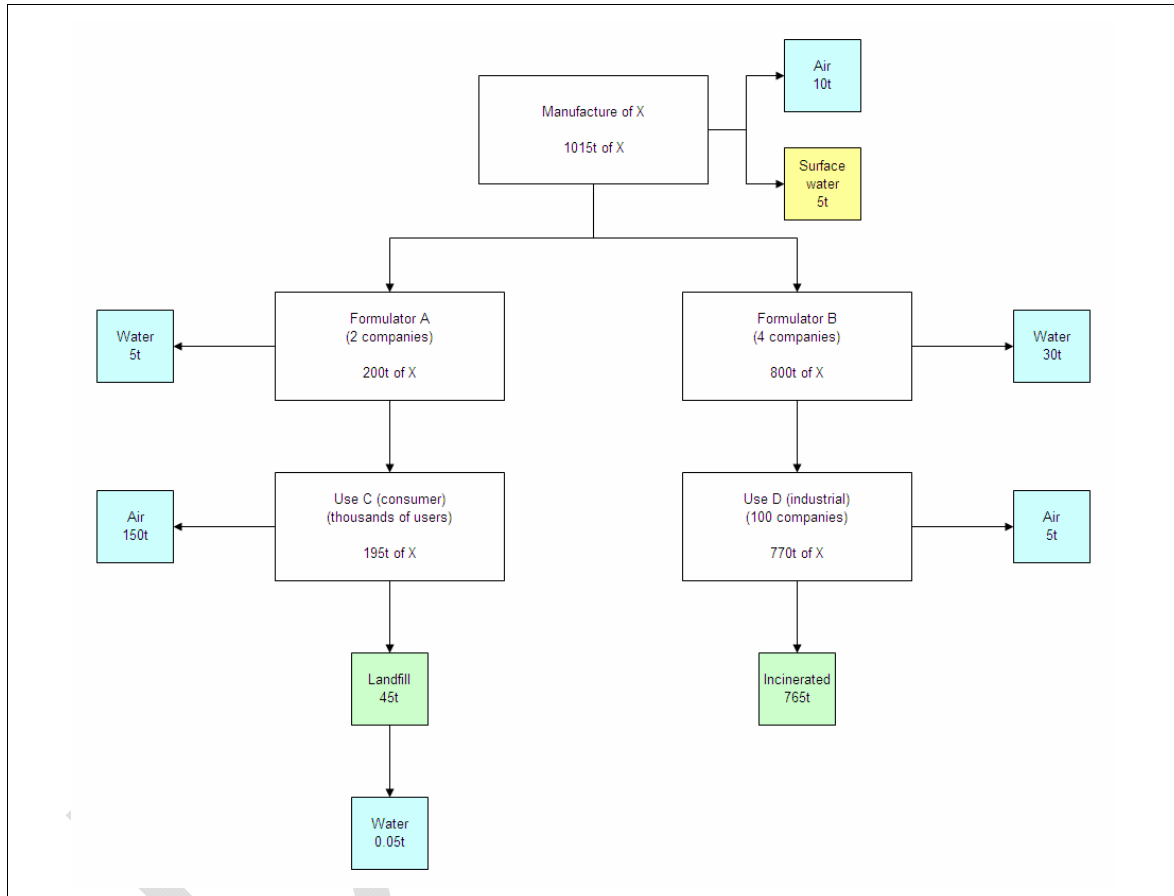 Manufacture of X
1015t of X
Air
10t
Surface
water
5t
Formulator A
(2 companies)
200t of X
Water
5t
Formulator B
(4 companies)
800t of X
Water
30t
Use C (consumer)
(thousands of users)
195t of X
Air
150t
Use D (industrial)
(100 companies)
770t of X
Air
5t
Landfill
45t
Incinerated
765t
Water
0.05t